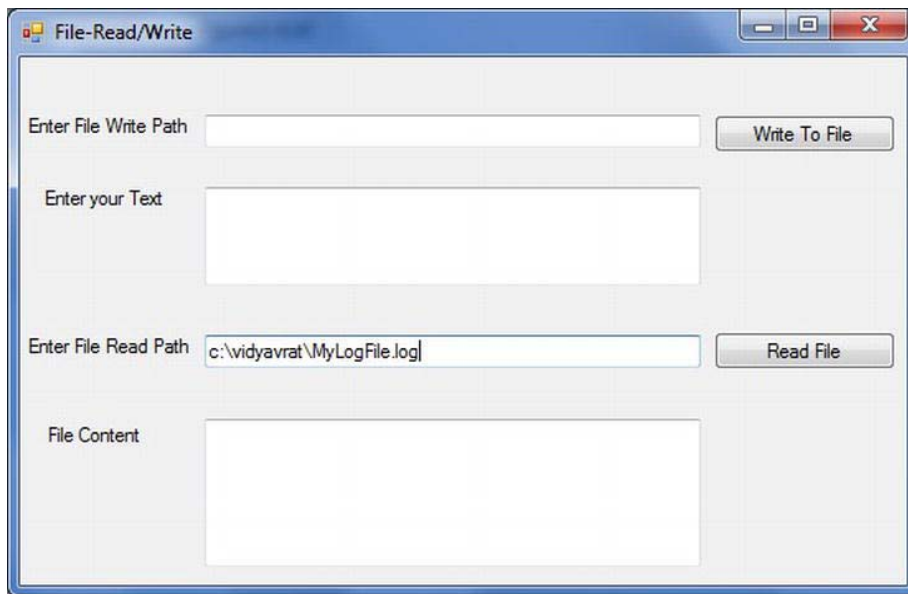 File-Read/Write
Enter File Write Path
Write To File
Enter your Text
Enter File Read Path
c:\vidyavrat\MyLogFile.log
Read File
File Content